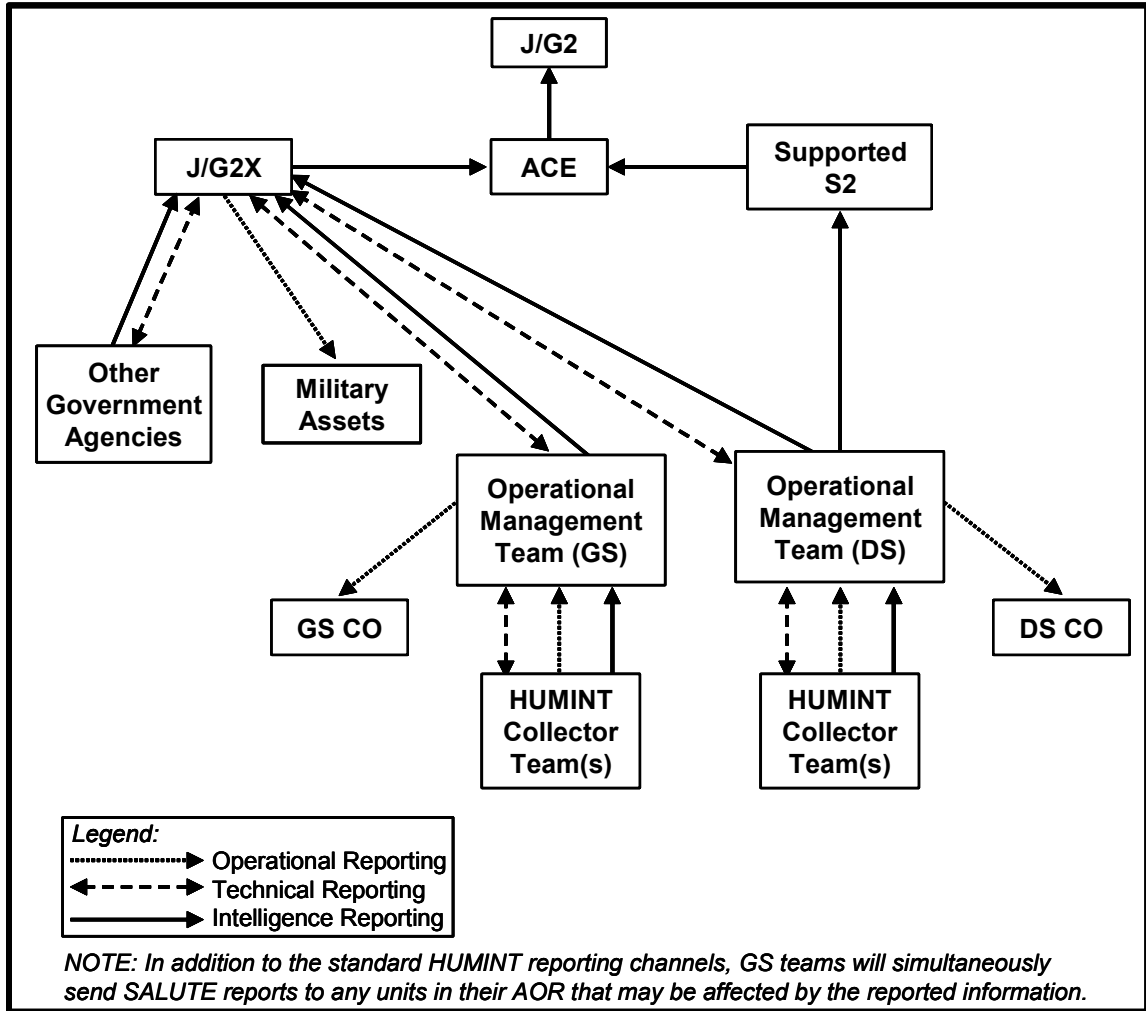 J/G2
J/G2X
ACE
Supported
S2
Other
Government
Agencies
Military
Assets
Operational
Management
Team (GS)
Operational
Management
Team (DS)
GS CO
DS CO
HUMINT
Collector
Team(s)
HUMINT
Collector
Team(s)
Legend:
Operational Reporting
Technical Reporting
Intelligence Reporting
NOTE: In addition to the standard HUMINT reporting channels, GS teams will simultaneously
send SALUTE reports to any units in their AOR that may be affected by the reported information.